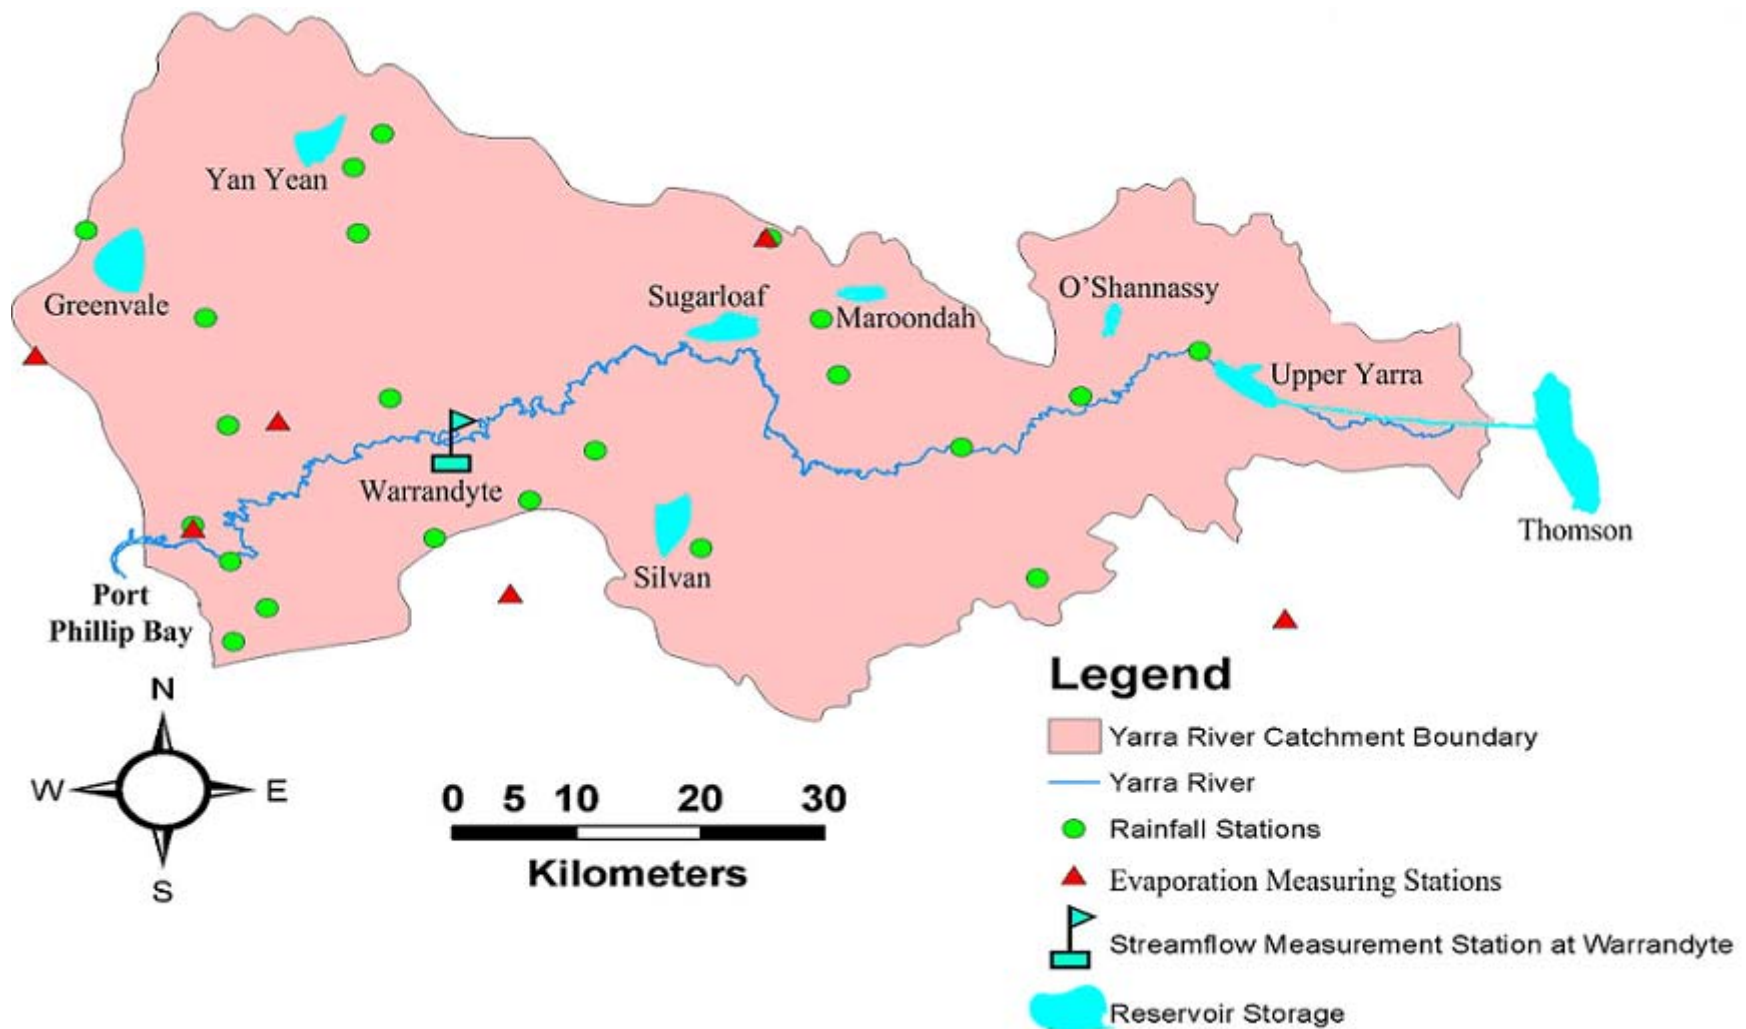 Yan Yean
Greenvale
Sugarloaf
Maroondah
O'Shannassy
Upper Yarra
Warrandyte
Thomson
Silvan
Port
Phillip Bay
N
W E
S
0 5 10 20 30
Kilometers
Legend
Yarra River Catchment Boundary
Yarra River
Rainfall Stations
Evaporation Measuring Stations
Streamflow Measurement Station at Warrandyte
Reservoir Storage